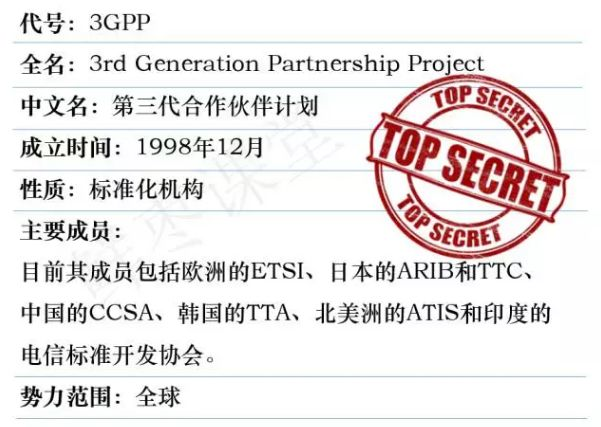 代号：3GPP
全名：3rd Generation Partnership Project
中文名：第三代合作伙伴计划
成立时间：1998年12月
性质：标准化机构
主要成员：
目前其成员包括欧洲的ETSI、日本的ARIB和TTC、
中国的CCSA、韩国的TTA、北美洲的ATIS和印度的
电信标准开发协会。
势力范围：全球
TOP SECRET
TOP SECRET
TOP SECRET
鲜枣课堂